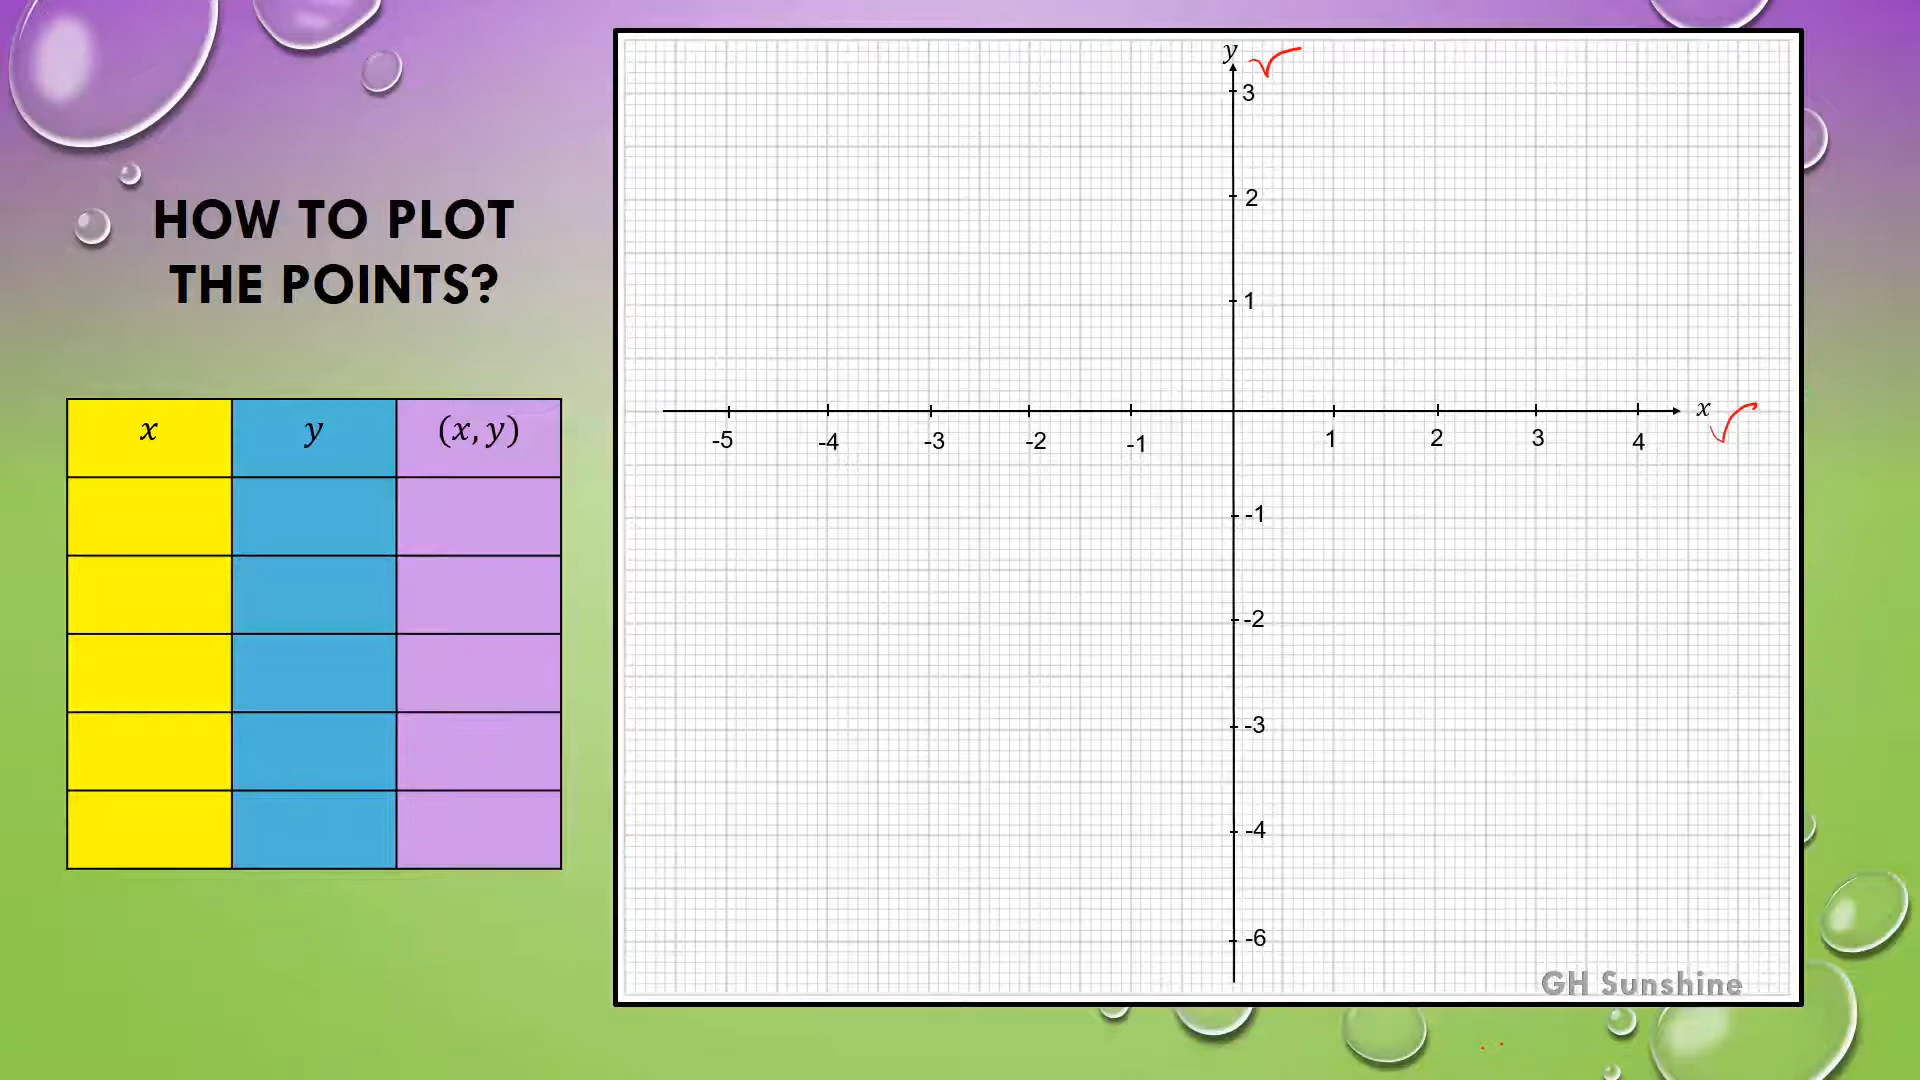 HOW TO PLOT
THE POINTS?
x y (x, y)
y
3
2
1
x
-5 -4 -3 -2 -1 1 2 3 4
-1
-2
-3
-4
-6
GH Sunshine